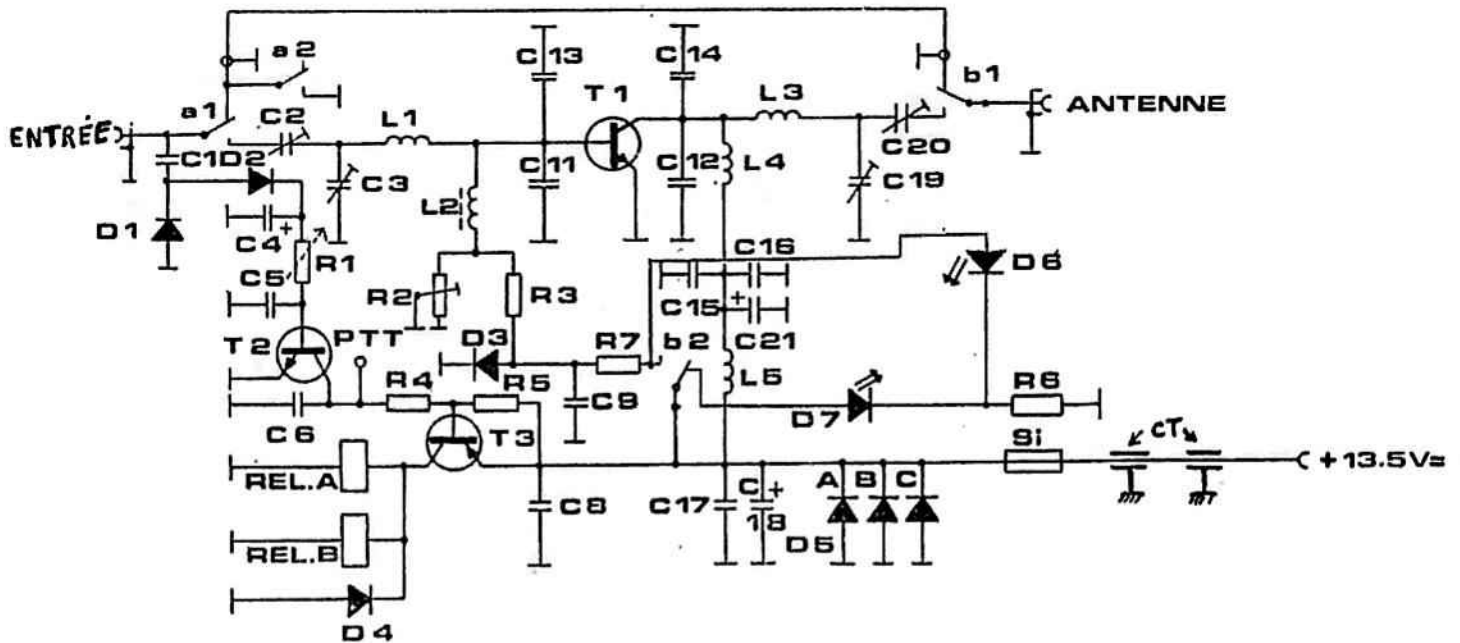 a2
C13
C14
b1
a1
T1
L3
ENTRÉE
C2
L1
ANTENNE
C1
D2
C20
C3
C11
C12
L4
C19
L2
D1
C4
+
R1
C16
D6
C5
R2
R3
C15
+
T2
PTT
D3
R7
b2
C21
R4
R5
L5
C9
D7
R6
C6
T3
Si
CT
REL.A
A
B
C
+13.5V=
C8
C17
C
+
18
D5
REL.B
D4